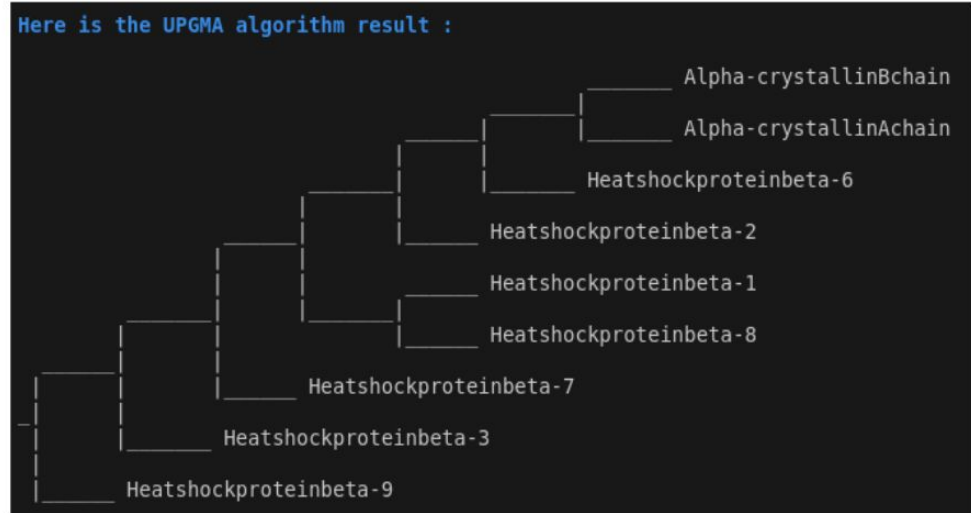 Here is the UPGMA algorithm result :
Alpha-crystallinBchain
Alpha-crystallinAchain
Heatshockproteinbeta-6
Heatshockproteinbeta-2
Heatshockproteinbeta-1
Heatshockproteinbeta-8
Heatshockproteinbeta-7
Heatshockproteinbeta-3
Heatshockproteinbeta-9